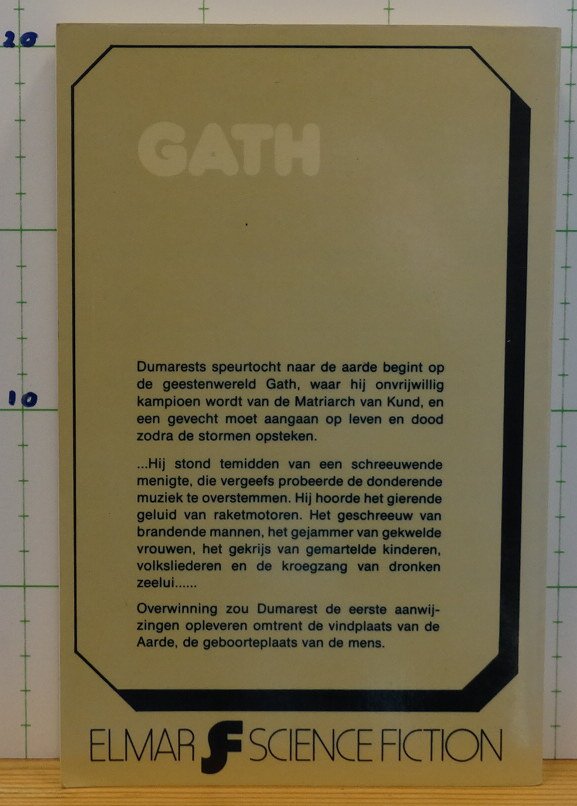 20
GATH
Dumarests speurtocht naar de aarde begint op
de geestenwereld Gath, waar hij onvrijwillig
kampioen wordt van de Matriarch van Kund, en
een gevecht moet aangaan op leven en dood
zodra de stormen opsteken.
10
...Hij stond temidden van een schreeuwende
menigte, die vergeefs probeerde de donderende
muziek te overstemmen. Hij hoorde het gierende
geluid van raketmotoren. Het geschreeuw van
brandende mannen, het gejammer van gekwelde
vrouwen, het gekrijs van gemartelde kinderen,
volksliederen en de kroegzang van dronken
zeelui......
Overwinning zou Dumarest de eerste aanwij-
zingen opleveren omtrent de vindplaats van de
Aarde, de geboorteplaats van de mens.
ELMAR SF SCIENCE FICTION